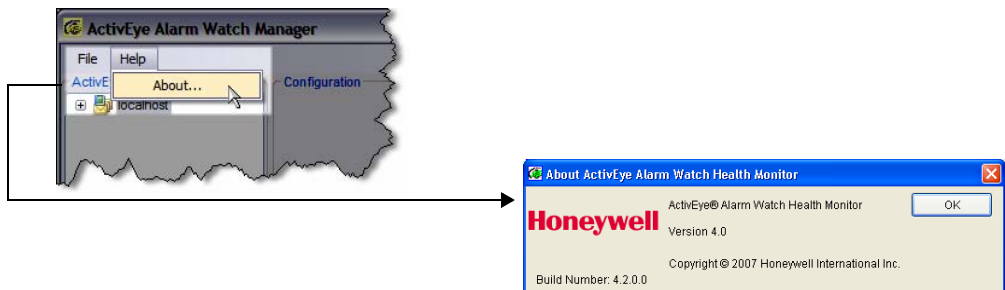 ActivEye Alarm Watch Manager
File Help
ActivE
Configuration
About...
localhost
About ActivEye Alarm Watch Health Monitor
Honeywell
ActivEye® Alarm Watch Health Monitor
OK
Version 4.0
Copyright © 2007 Honeywell International Inc.
Build Number: 4.2.0.0